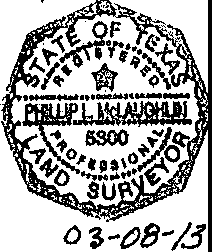 STATE OF TEXAS
REGISTERED
PHILLIP L. McLAUGHLIN
5300
PROFESSIONAL
LAND SURVEYOR
03-08-13